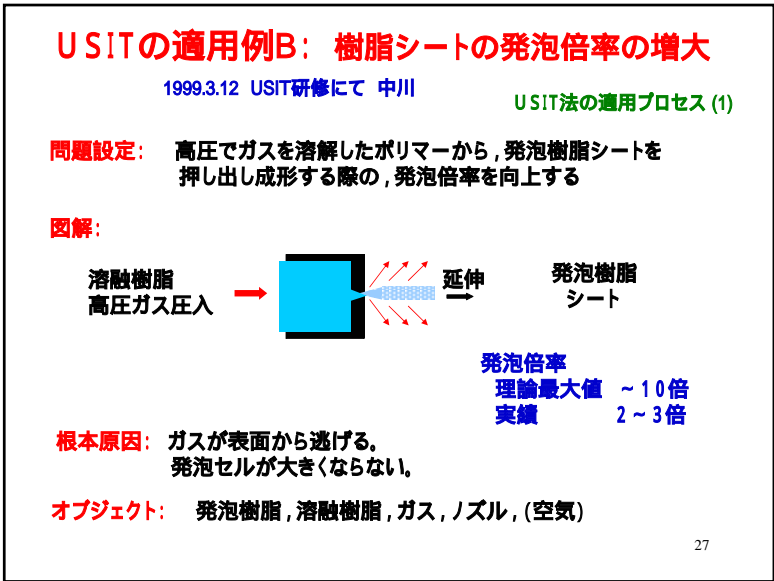 USITの適用例B: 樹脂シートの発泡倍率の増大
1999.3.12 USIT研修にて 中川
USIT法の適用プロセス (1)
問題設定: 高圧でガスを溶解したポリマーから , 発泡樹脂シートを
押し出し成形する際の , 発泡倍率を向上する
図解:
溶融樹脂
高圧ガス圧入
延伸
発泡樹脂
シート
発泡倍率
理論最大値 ~10倍
実績 2~3倍
根本原因: ガスが表面から逃げる。
発泡セルが大きくならない。
オブジェクト: 発泡樹脂 , 溶融樹脂 , ガス , ノズル , (空気)
27